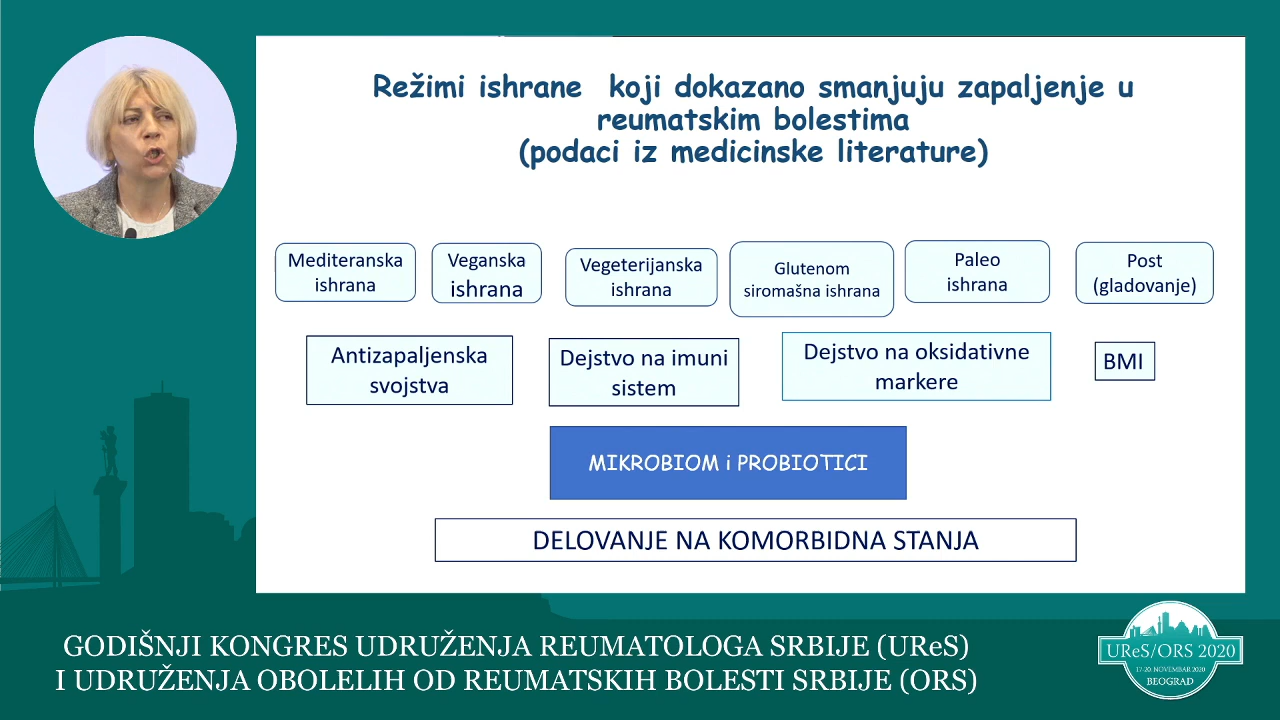 Režimi ishrane koji dokazano smanjuju zapaljenje u
reumatskim bolestima
(podaci iz medicinske literature)
Mediteranska
ishrana
Veganska
ishrana
Vegeterijanska
ishrana
Glutenom
siromašna ishrana
Paleo
ishrana
Post
(gladovanje)
Antizapaljenska
svojstva
Dejstvo na imuni
sistem
Dejstvo na oksidativne
markere
BMI
MIKROBIOM i PROBIOTICI
DELOVANJE NA KOMORBIDNA STANJA
GODIŠNJI KONGRES UDRUŽENJA REUMATOLOGA SRBIJE (UReS)
I UDRUŽENJA OBOLELIH OD REUMATSKIH BOLESTI SRBIJE (ORS)
UReS/ORS 2020
17-20. NOVEMBAR 2020
BEOGRAD